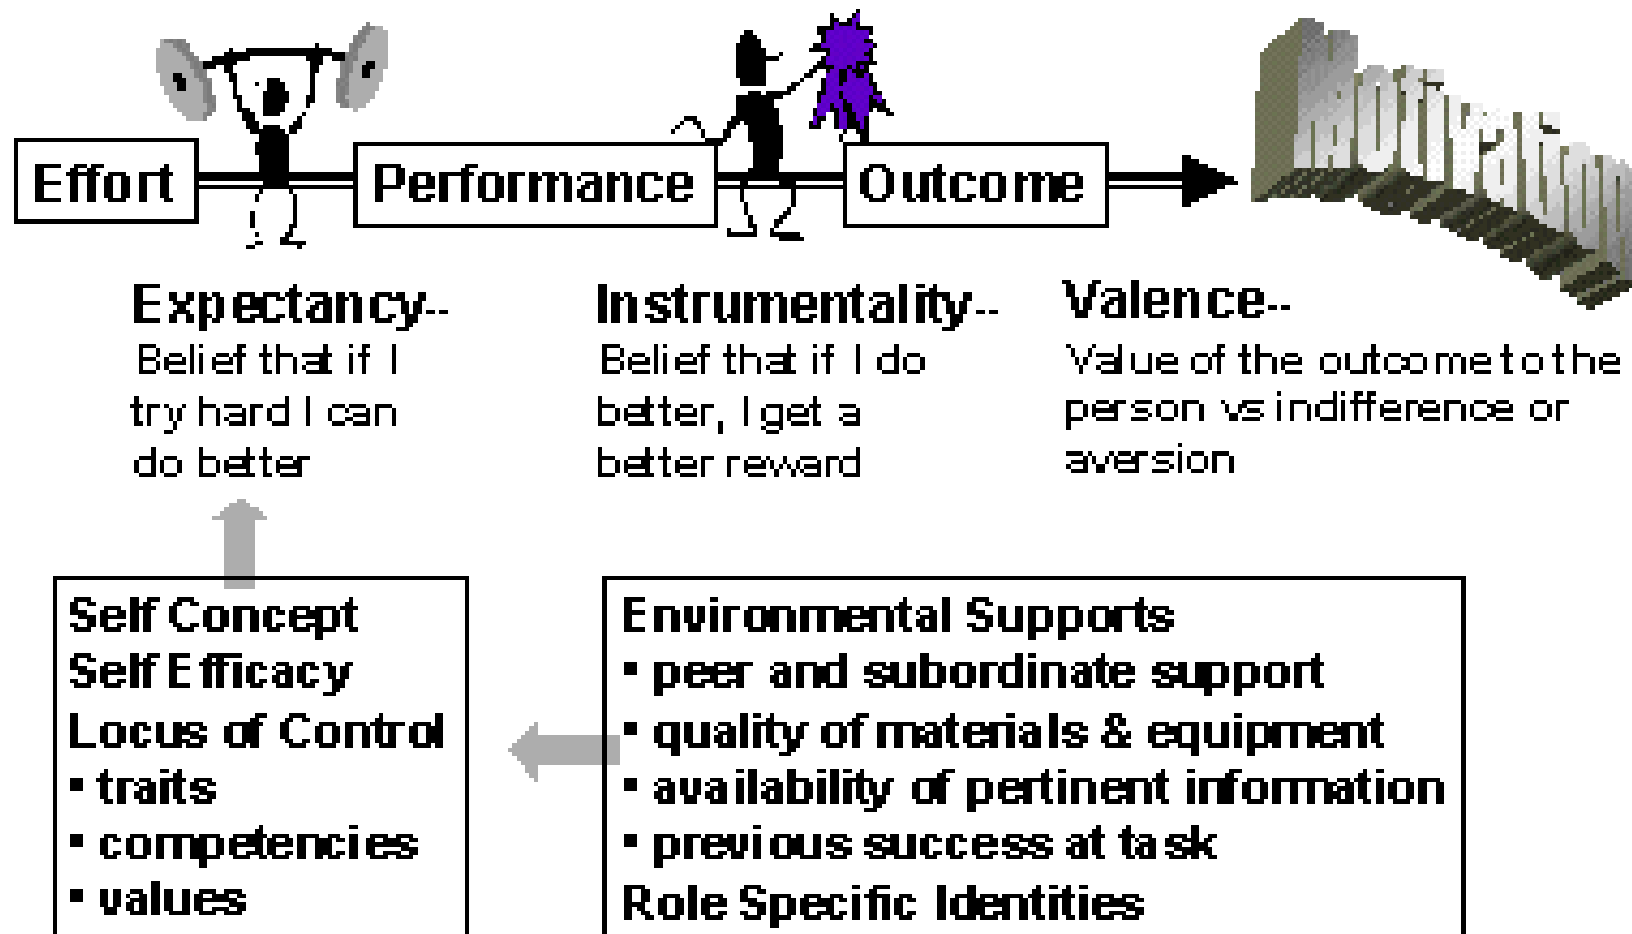 Effort
Performance
Outcome
Motivation
Expectancy--
Belief that if I
try hard I can
do better
Instrumentality--
Belief that if I do
better, I get a
better reward
Valence--
Value of the outcome to the
person vs indifference or
aversion
Self Concept
Self Efficacy
Locus of Control
▪ traits
▪ competencies
▪ values
Environmental Supports
▪ peer and subordinate support
▪ quality of materials & equipment
▪ availability of pertinent information
▪ previous success at task
Role Specific Identities